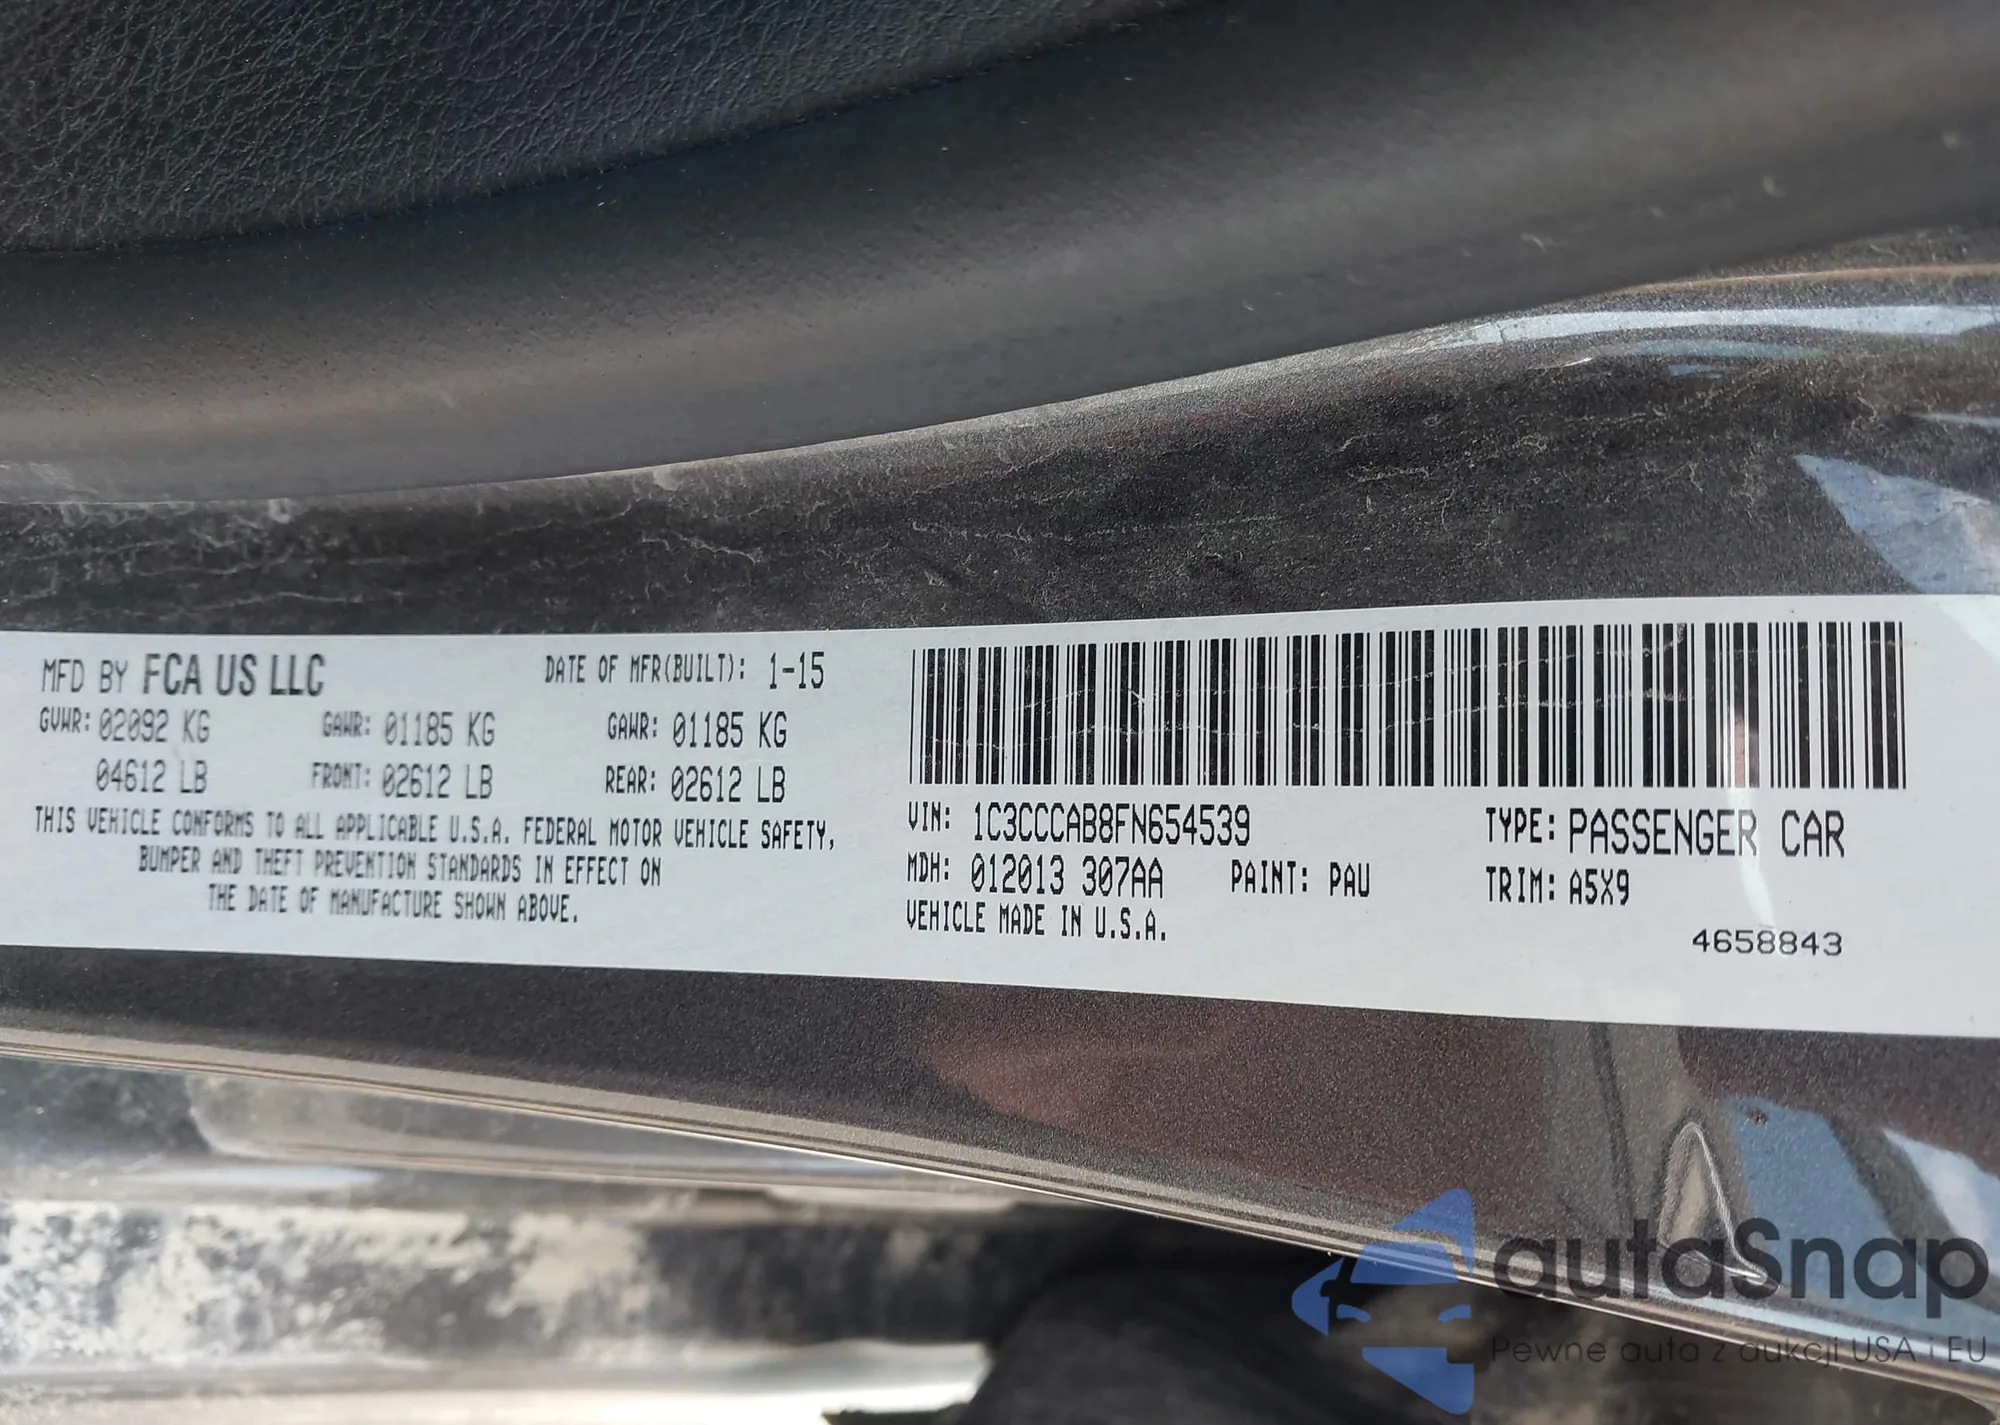 MFD BY FCA US LLC DATE OF MFR(BUILT): 1-15
GVWR: 02092 KG GAWR: 01185 KG GAWR: 01185 KG
04612 LB FRONT: 02612 LB REAR: 02612 LB
THIS VEHICLE CONFORMS TO ALL APPLICABLE U.S.A. FEDERAL MOTOR VEHICLE SAFETY,
BUMPER AND THEFT PREVENTION STANDARDS IN EFFECT ON
THE DATE OF MANUFACTURE SHOWN ABOVE.
VIN: 1C3CCCAB8FN654539 TYPE: PASSENGER CAR
MDH: 012013 307AA PAINT: PAU TRIM: A5X9
VEHICLE MADE IN U.S.A.
4658843
autaSnap
Pewne auta z aukcji USA i EU